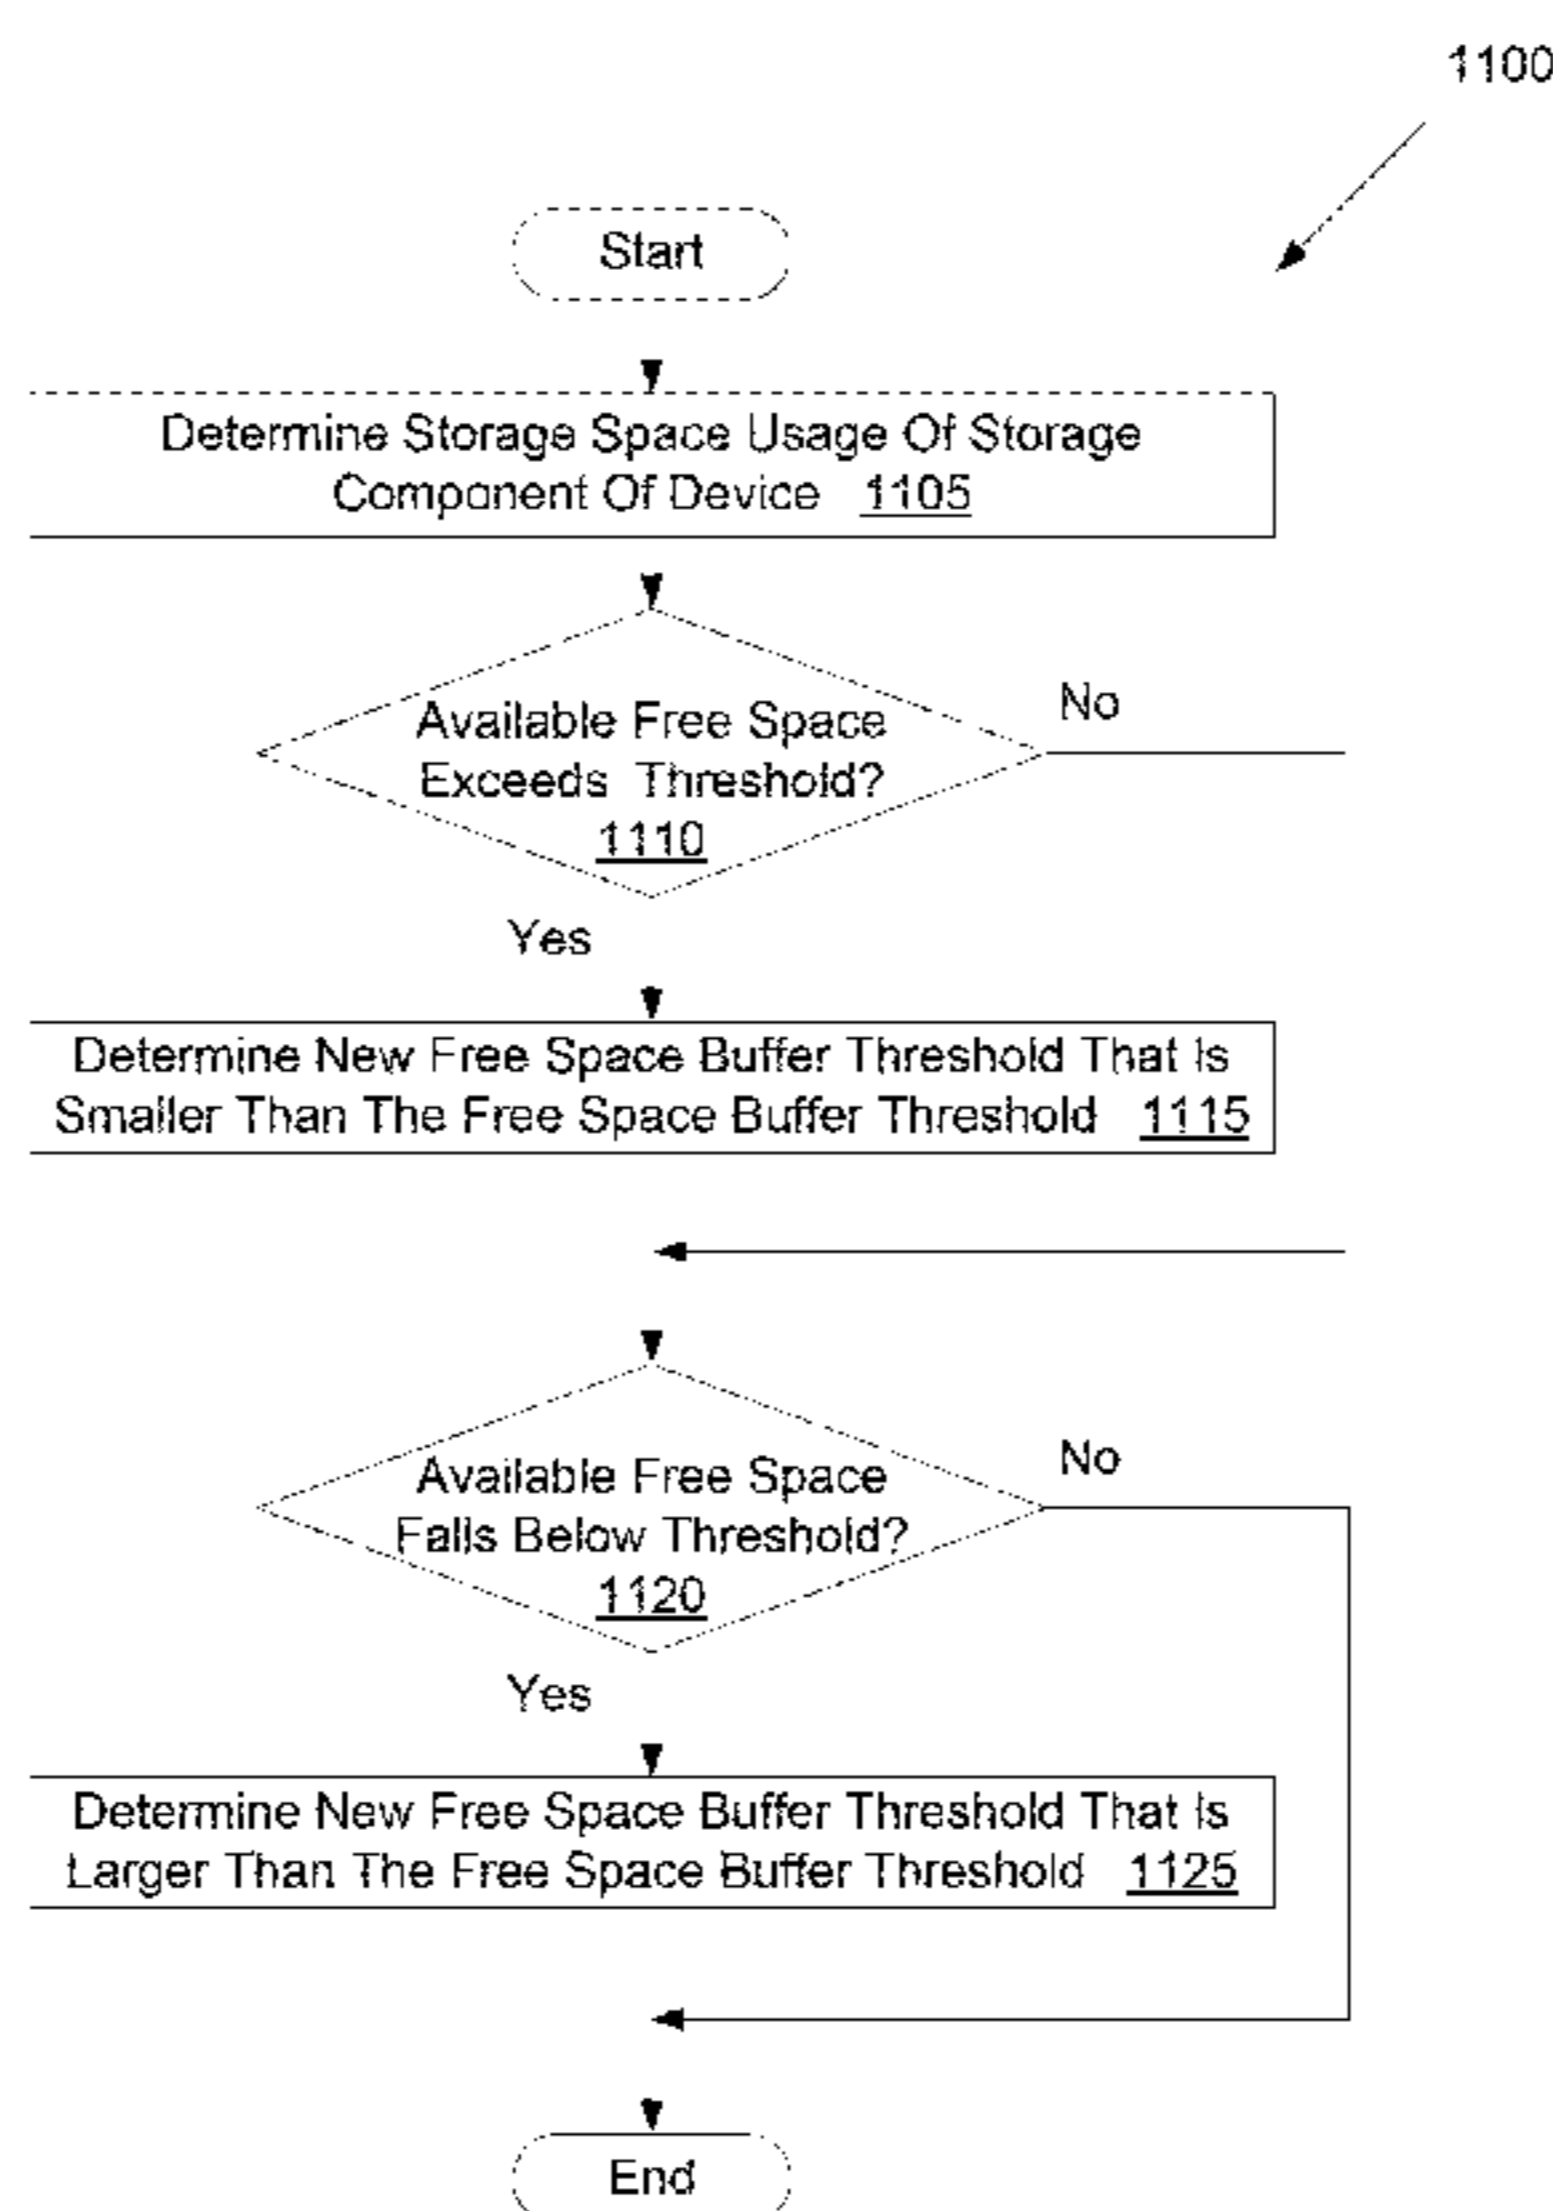 1100
Start
Determine Storage Space Usage Of Storage
Component Of Device 1105
Available Free Space
Exceeds Threshold?
1110
No
Yes
Determine New Free Space Buffer Threshold That Is
Smaller Than The Free Space Buffer Threshold 1115
Available Free Space
Falls Below Threshold?
1120
No
Yes
Determine New Free Space Buffer Threshold That Is
Larger Than The Free Space Buffer Threshold 1125
End